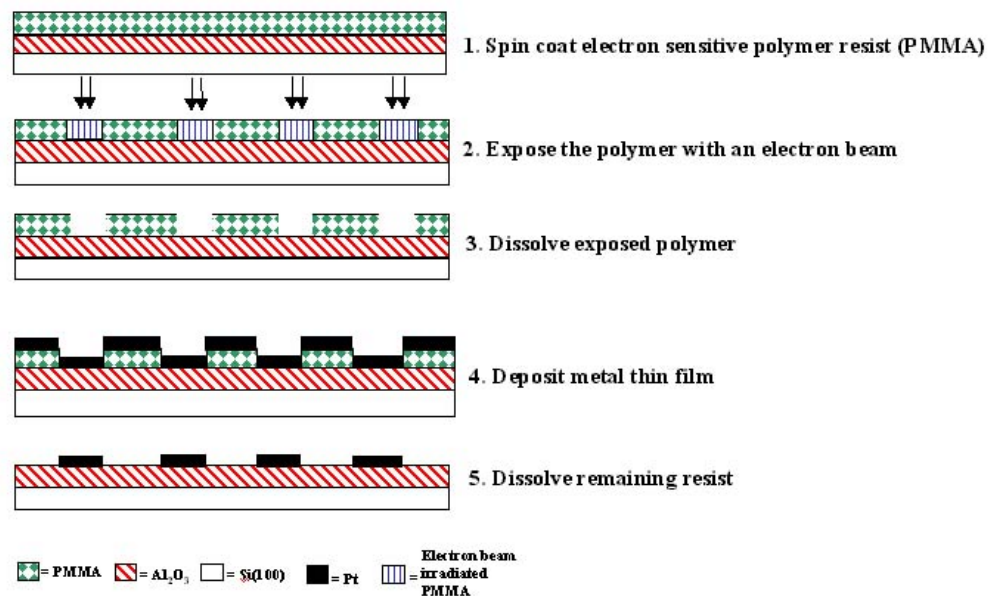 1. Spin coat electron sensitive polymer resist (PMMA)
2. Expose the polymer with an electron beam
3. Dissolve exposed polymer
4. Deposit metal thin film
5. Dissolve remaining resist
= PMMA
= Al₂O₃
= Si(100)
= Pt
= Electron beam
irradiated
PMMA